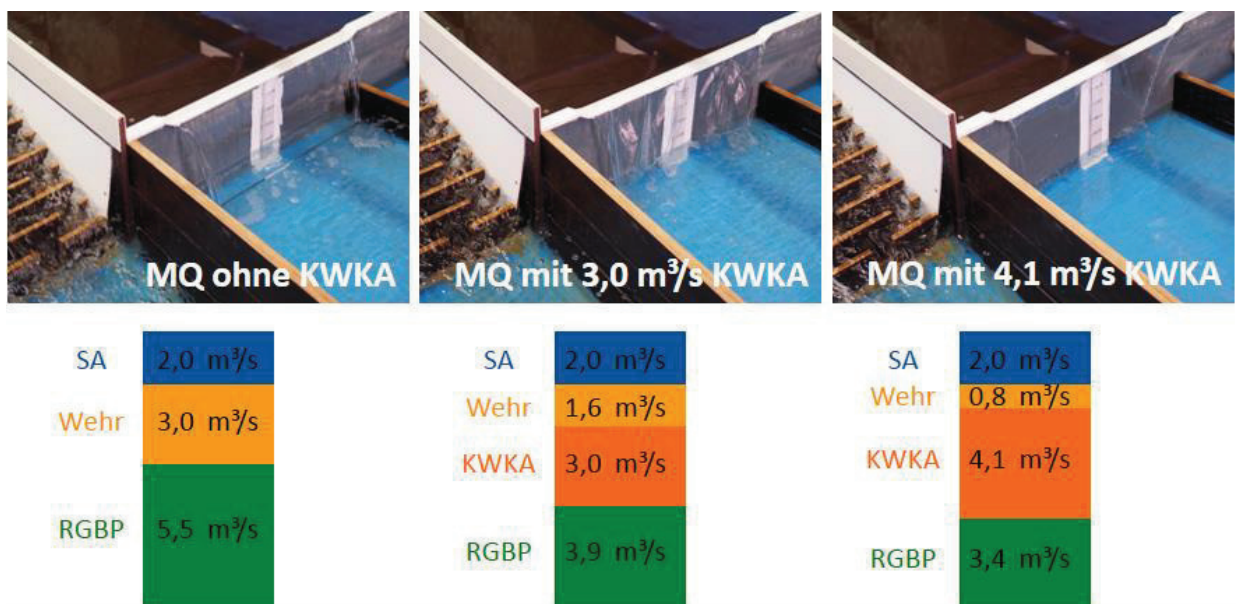 MQ ohne KWKA
MQ mit 3,0 m³/s KWKA
MQ mit 4,1 m³/s KWKA
SA 2,0 m³/s
Wehr 3,0 m³/s
RGBP 5,5 m³/s
SA 2,0 m³/s
Wehr 1,6 m³/s
KWKA 3,0 m³/s
RGBP 3,9 m³/s
SA 2,0 m³/s
Wehr 0,8 m³/s
KWKA 4,1 m³/s
RGBP 3,4 m³/s